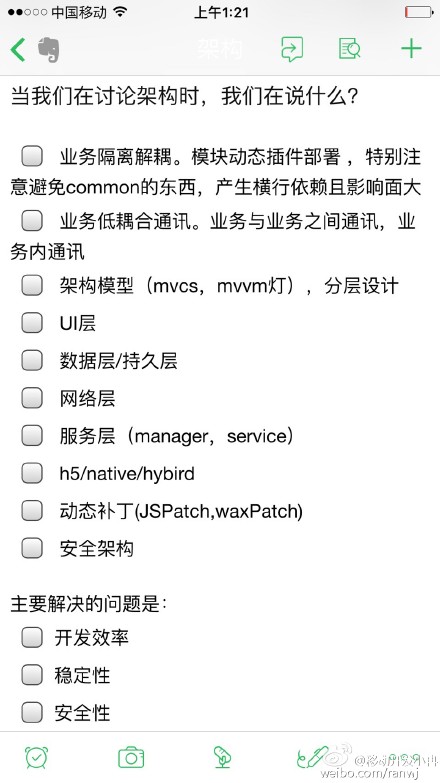 中国移动 上午1:21
架构
当我们在讨论架构时，我们在说什么？
业务隔离解耦。模块动态插件部署，特别注
意避免common的东西，产生横行依赖且影响面大
业务低耦合通讯。业务与业务之间通讯，业
务内通讯
架构模型（mvcs，mvvm灯），分层设计
UI层
数据层/持久层
网络层
服务层（manager，service）
h5/native/hybird
动态补丁(JSPatch,waxPatch)
安全架构
主要解决的问题是：
开发效率
稳定性
安全性
@移动开发小冉
weibo.com/ranwj